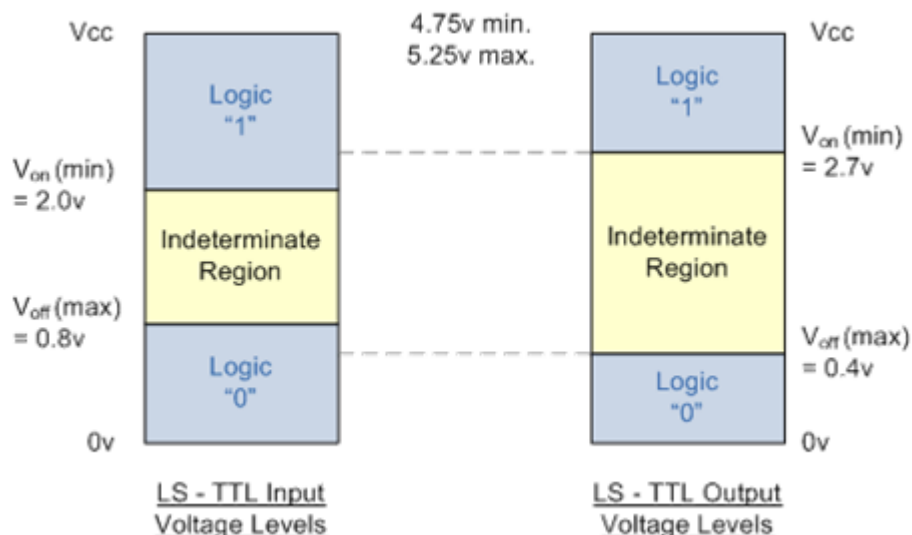 Vcc
4.75v min.
5.25v max.
Vcc
Logic
“1”
Logic
“1”
Von (min)
= 2.0v
Von (min)
= 2.7v
Indeterminate
Region
Indeterminate
Region
Voff (max)
= 0.8v
Voff (max)
= 0.4v
Logic
“0”
Logic
“0”
0v
0v
LS - TTL Input
Voltage Levels
LS - TTL Output
Voltage Levels